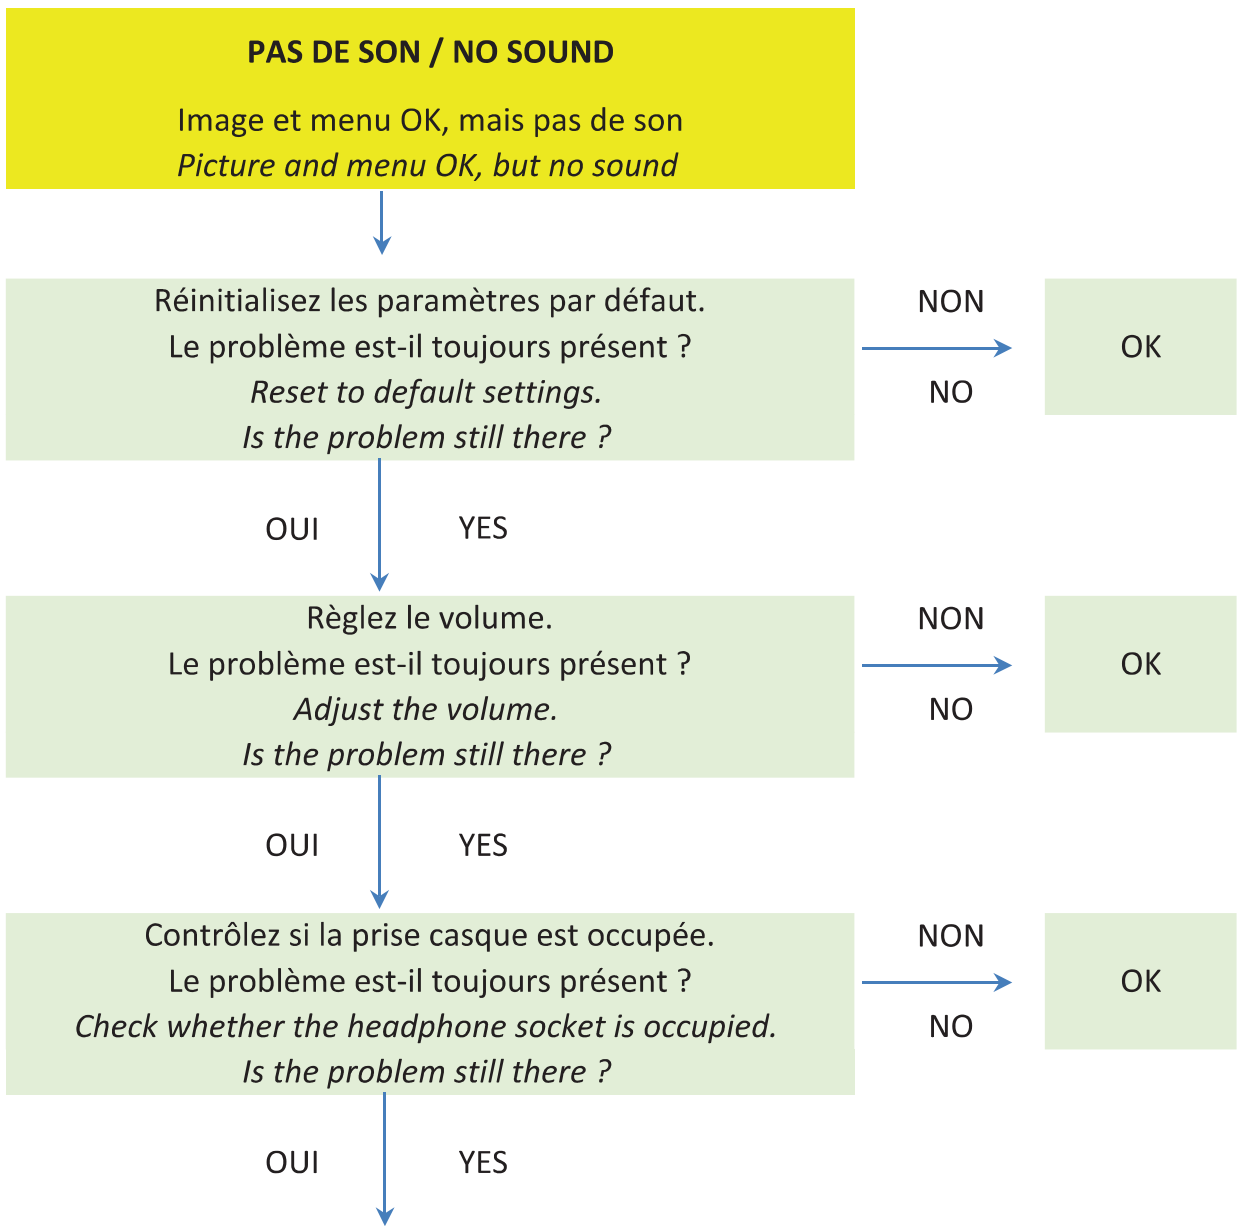 PAS DE SON / NO SOUND
Image et menu OK, mais pas de son
Picture and menu OK, but no sound
Réinitialisez les paramètres par défaut.
Le problème est-il toujours présent ?
Reset to default settings.
Is the problem still there ?
NON
NO
OK
OUI
YES
Règlez le volume.
Le problème est-il toujours présent ?
Adjust the volume.
Is the problem still there ?
NON
NO
OK
OUI
YES
Contrôlez si la prise casque est occupée.
Le problème est-il toujours présent ?
Check whether the headphone socket is occupied.
Is the problem still there ?
NON
NO
OK
OUI
YES